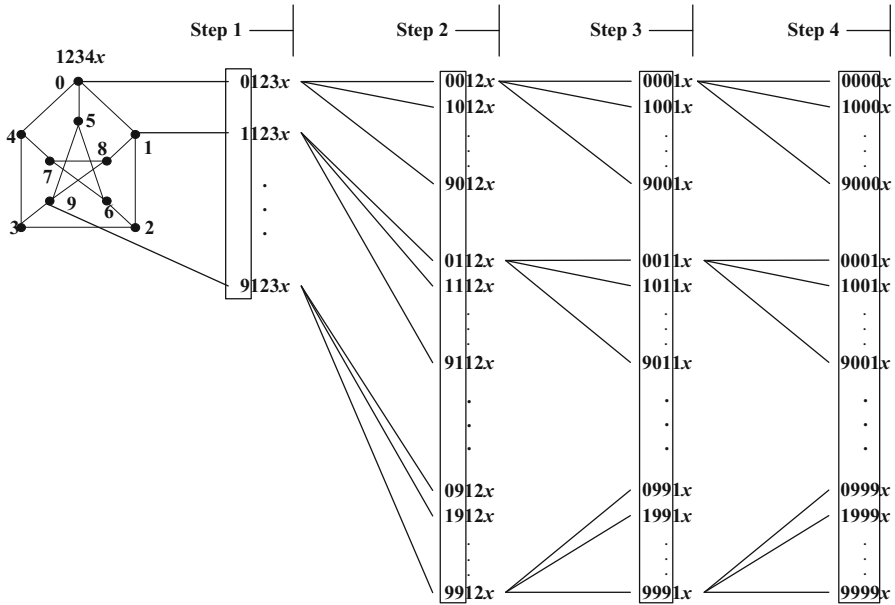 Step 1 Step 2 Step 3 Step 4
1234x
0
5
4
1
8
7
9
6
3
2
0123x
1123x
9123x
0012x
1012x
9012x
0112x
1112x
9112x
0912x
1912x
9912x
0001x
1001x
9001x
0011x
1011x
9011x
0991x
1991x
9991x
0000x
1000x
9000x
0001x
1001x
9001x
0999x
1999x
9999x